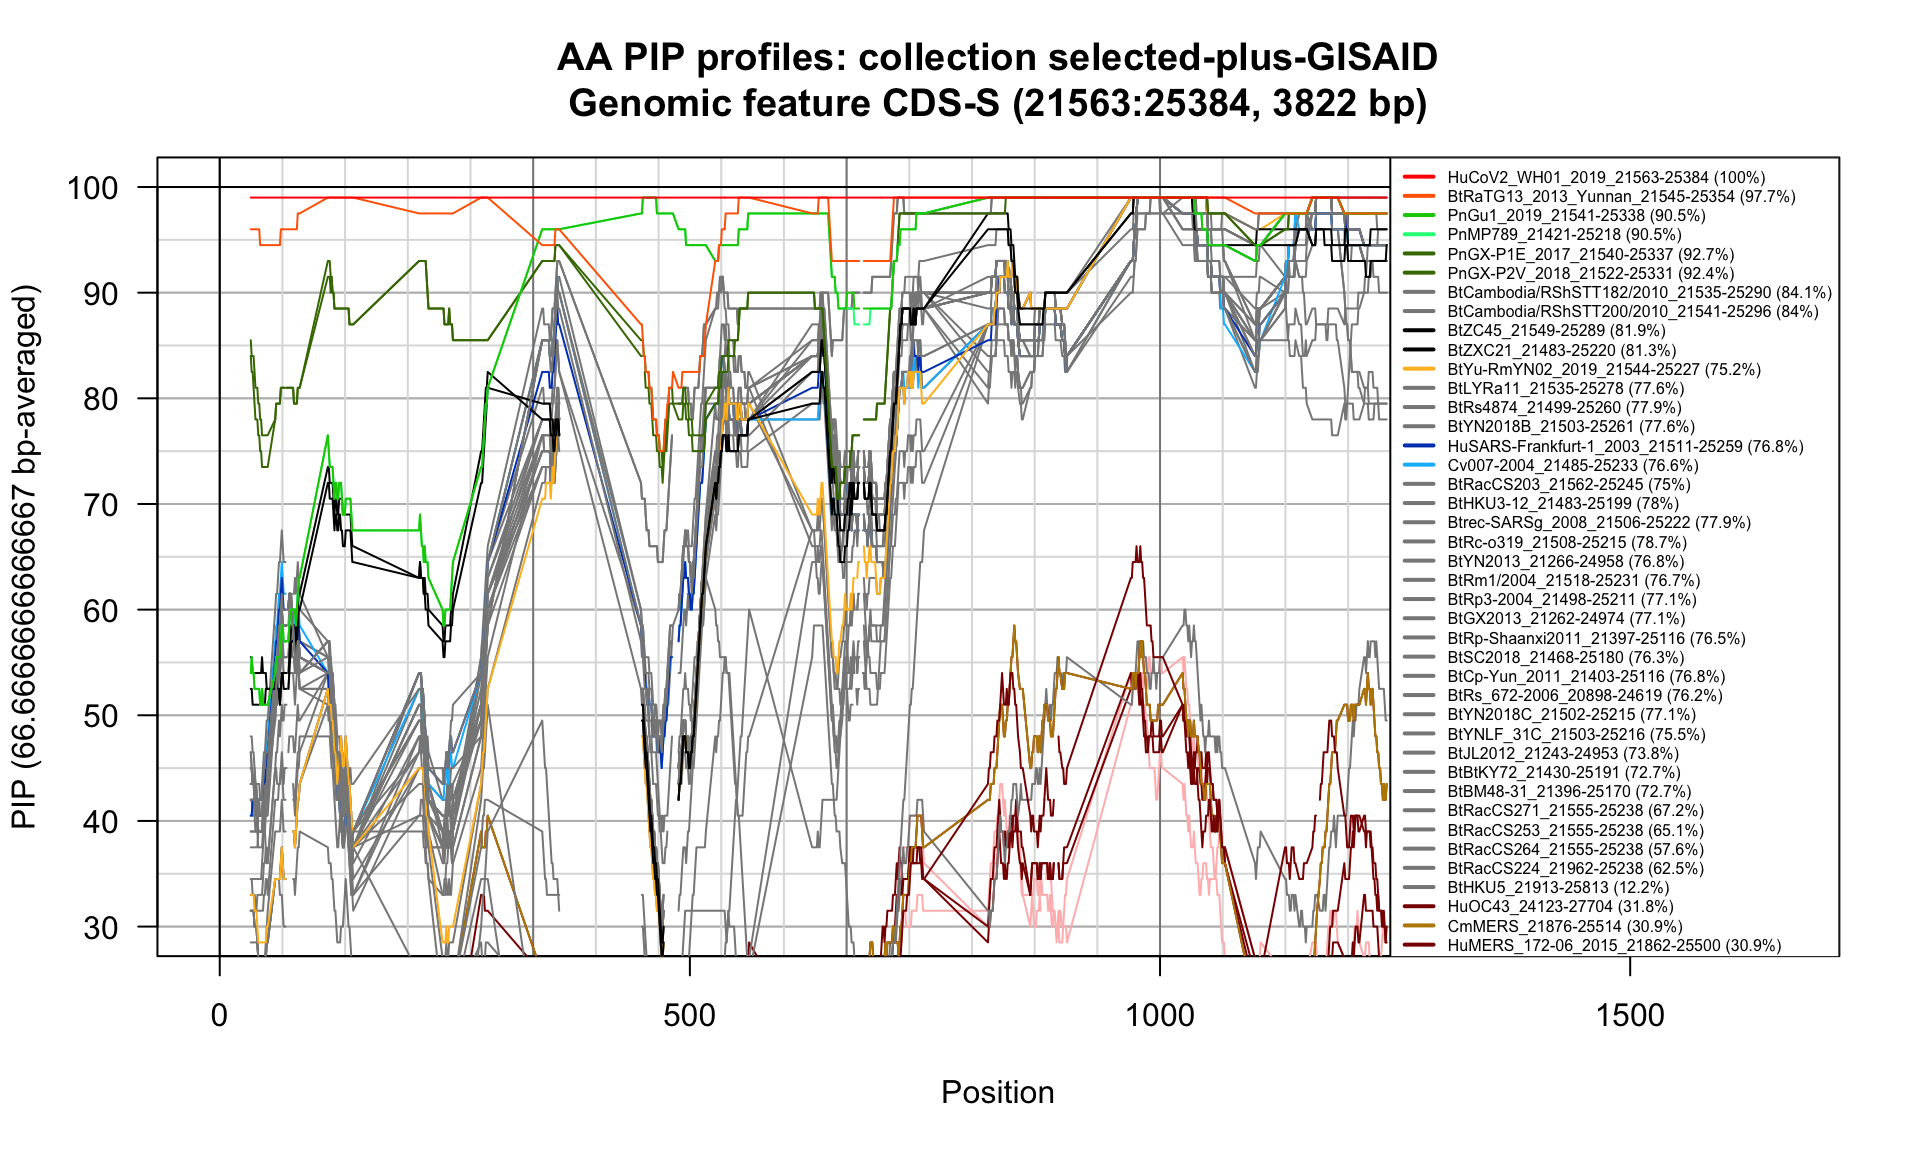 AA PIP profiles: collection selected-plus-GISAID
Genomic feature CDS-S (21563:25384, 3822 bp)
PIP (66.6666666666667 bp-averaged)
100
90
80
70
60
50
40
30
0
500
1000
1500
Position
HuCoV2_WH01_2019_21563-25384 (100%)
BtRaTG13_2013_Yunnan_21545-25354 (97.7%)
PnGu1_2019_21541-25338 (90.5%)
PnMP789_21421-25218 (90.5%)
PnGX-P1E_2017_21540-25337 (92.7%)
PnGX-P2V_2018_21522-25331 (92.4%)
BtCambodia/RShSTT182/2010_21535-25290 (84.1%)
BtCambodia/RShSTT200/2010_21541-25296 (84%)
BtZC45_21549-25289 (81.9%)
BtZXC21_21483-25220 (81.3%)
BtYu-RmYN02_2019_21544-25227 (75.2%)
BtLYRa11_21535-25278 (77.6%)
BtRs4874_21499-25260 (77.9%)
BtYN2018B_21503-25261 (77.6%)
HuSARS-Frankfurt-1_2003_21511-25259 (76.8%)
Cv007-2004_21485-25233 (76.6%)
BtRacCS203_21562-25245 (75%)
BtHKU3-12_21483-25199 (78%)
Btrec-SARSg_2008_21506-25222 (77.9%)
BtRc-o319_21508-25215 (78.7%)
BtYN2013_21266-24958 (76.8%)
BtRm1/2004_21518-25231 (76.7%)
BtRp3-2004_21498-25211 (77.1%)
BtGX2013_21262-24974 (77.1%)
BtRp-Shaanxi2011_21397-25116 (76.5%)
BtSC2018_21468-25180 (76.3%)
BtCp-Yun_2011_21403-25116 (76.8%)
BtRs_672-2006_20898-24619 (76.2%)
BtYN2018C_21502-25215 (77.1%)
BtYNLF_31C_21503-25216 (75.5%)
BtJL2012_21243-24953 (73.8%)
BtBtKY72_21430-25191 (72.7%)
BtBM48-31_21396-25170 (72.7%)
BtRacCS271_21555-25238 (67.2%)
BtRacCS253_21555-25238 (65.1%)
BtRacCS264_21555-25238 (57.6%)
BtRacCS224_21962-25238 (62.5%)
BtHKU5_21913-25813 (12.2%)
HuOC43_24123-27704 (31.8%)
CmMERS_21876-25514 (30.9%)
HuMERS_172-06_2015_21862-25500 (30.9%)